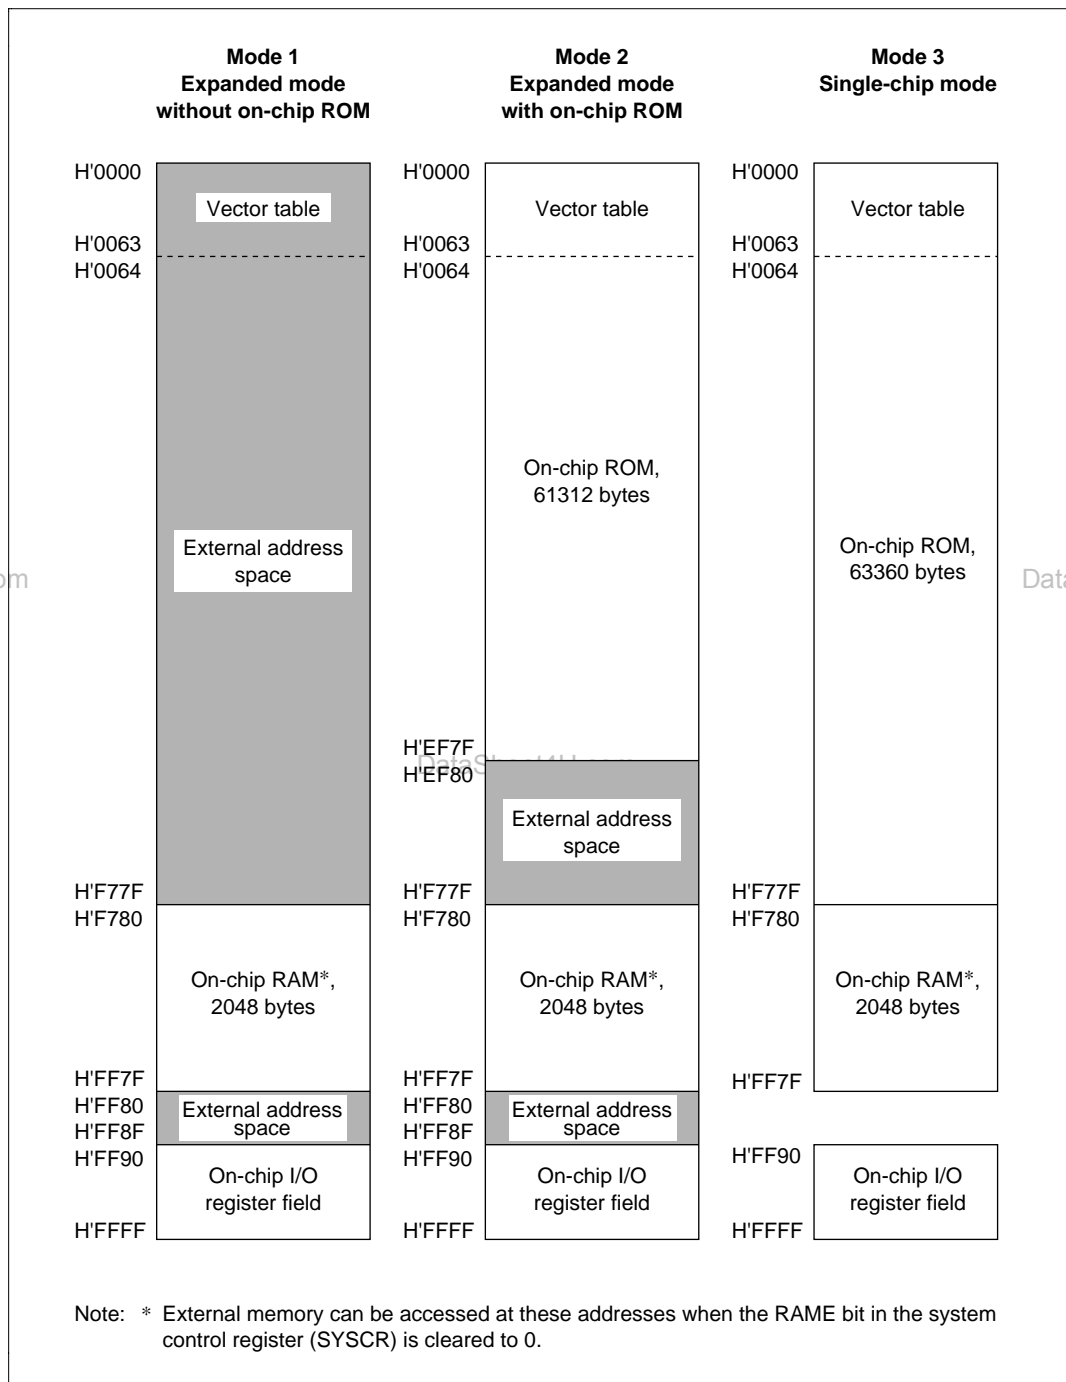 Mode 1
Expanded mode
without on-chip ROM
Mode 2
Expanded mode
with on-chip ROM
Mode 3
Single-chip mode
H'0000
Vector table
H'0063
H'0064
External address
space
H'F77F
H'F780
On-chip RAM*,
2048 bytes
H'FF7F
H'FF80
External address
space
H'FF8F
H'FF90
On-chip I/O
register field
H'FFFF
H'0000
Vector table
H'0063
H'0064
On-chip ROM,
61312 bytes
H'EF7F
H'EF80
External address
space
H'F77F
H'F780
On-chip RAM*,
2048 bytes
H'FF7F
H'FF80
External address
space
H'FF8F
H'FF90
On-chip I/O
register field
H'FFFF
H'0000
Vector table
H'0063
H'0064
On-chip ROM,
63360 bytes
H'F77F
H'F780
On-chip RAM*,
2048 bytes
H'FF7F
H'FF90
On-chip I/O
register field
H'FFFF
om
Data
DataSheet4U.com
Note: * External memory can be accessed at these addresses when the RAME bit in the system
control register (SYSCR) is cleared to 0.